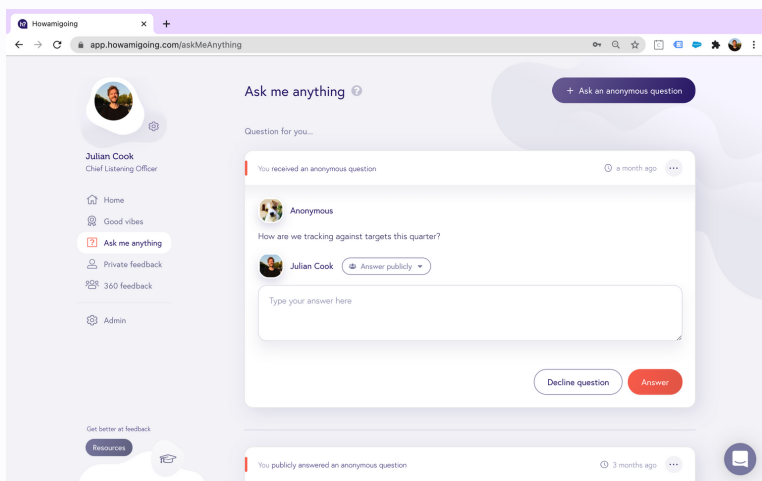 h?
Howamigoing
app.howamigoing.com/askMeAnything
Ask me anything ?
+ Ask an anonymous question
Julian Cook
Chief Listening Officer
Home
Good vibes
Ask me anything
Private feedback
360 feedback
Admin
Get better at feedback
Resources
Question for you...
You received an anonymous question
a month ago
Anonymous
How are we tracking against targets this quarter?
Julian Cook
Answer publicly
Type your answer here
Decline question
Answer
You publicly answered an anonymous question
3 months ago